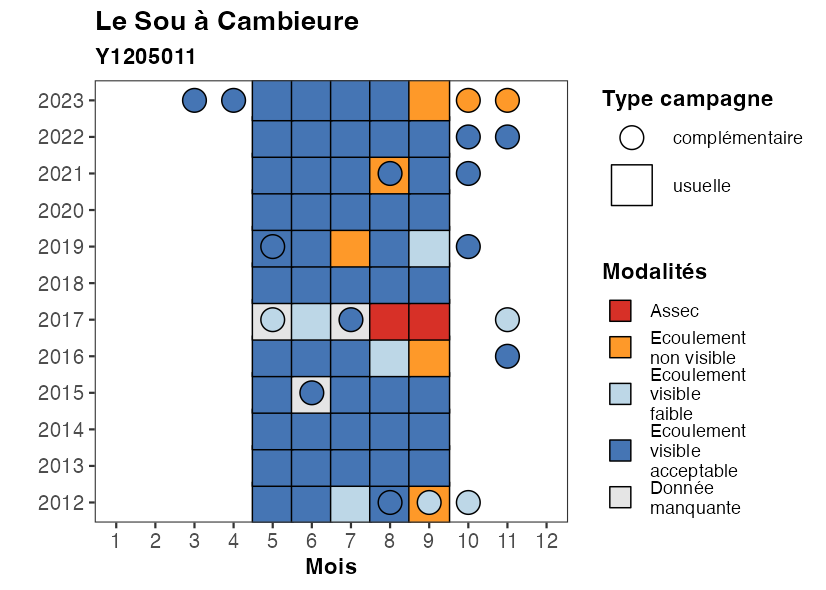 Le Sou à Cambieure
Y1205011
2023
2022
2021
2020
2019
2018
2017
2016
2015
2014
2013
2012
1 2 3 4 5 6 7 8 9 10 11 12
Mois
Type campagne
complémentaire
usuelle
Modalités
Assec
Ecoulement
non visible
Ecoulement
visible
faible
Ecoulement
visible
acceptable
Donnée
manquante